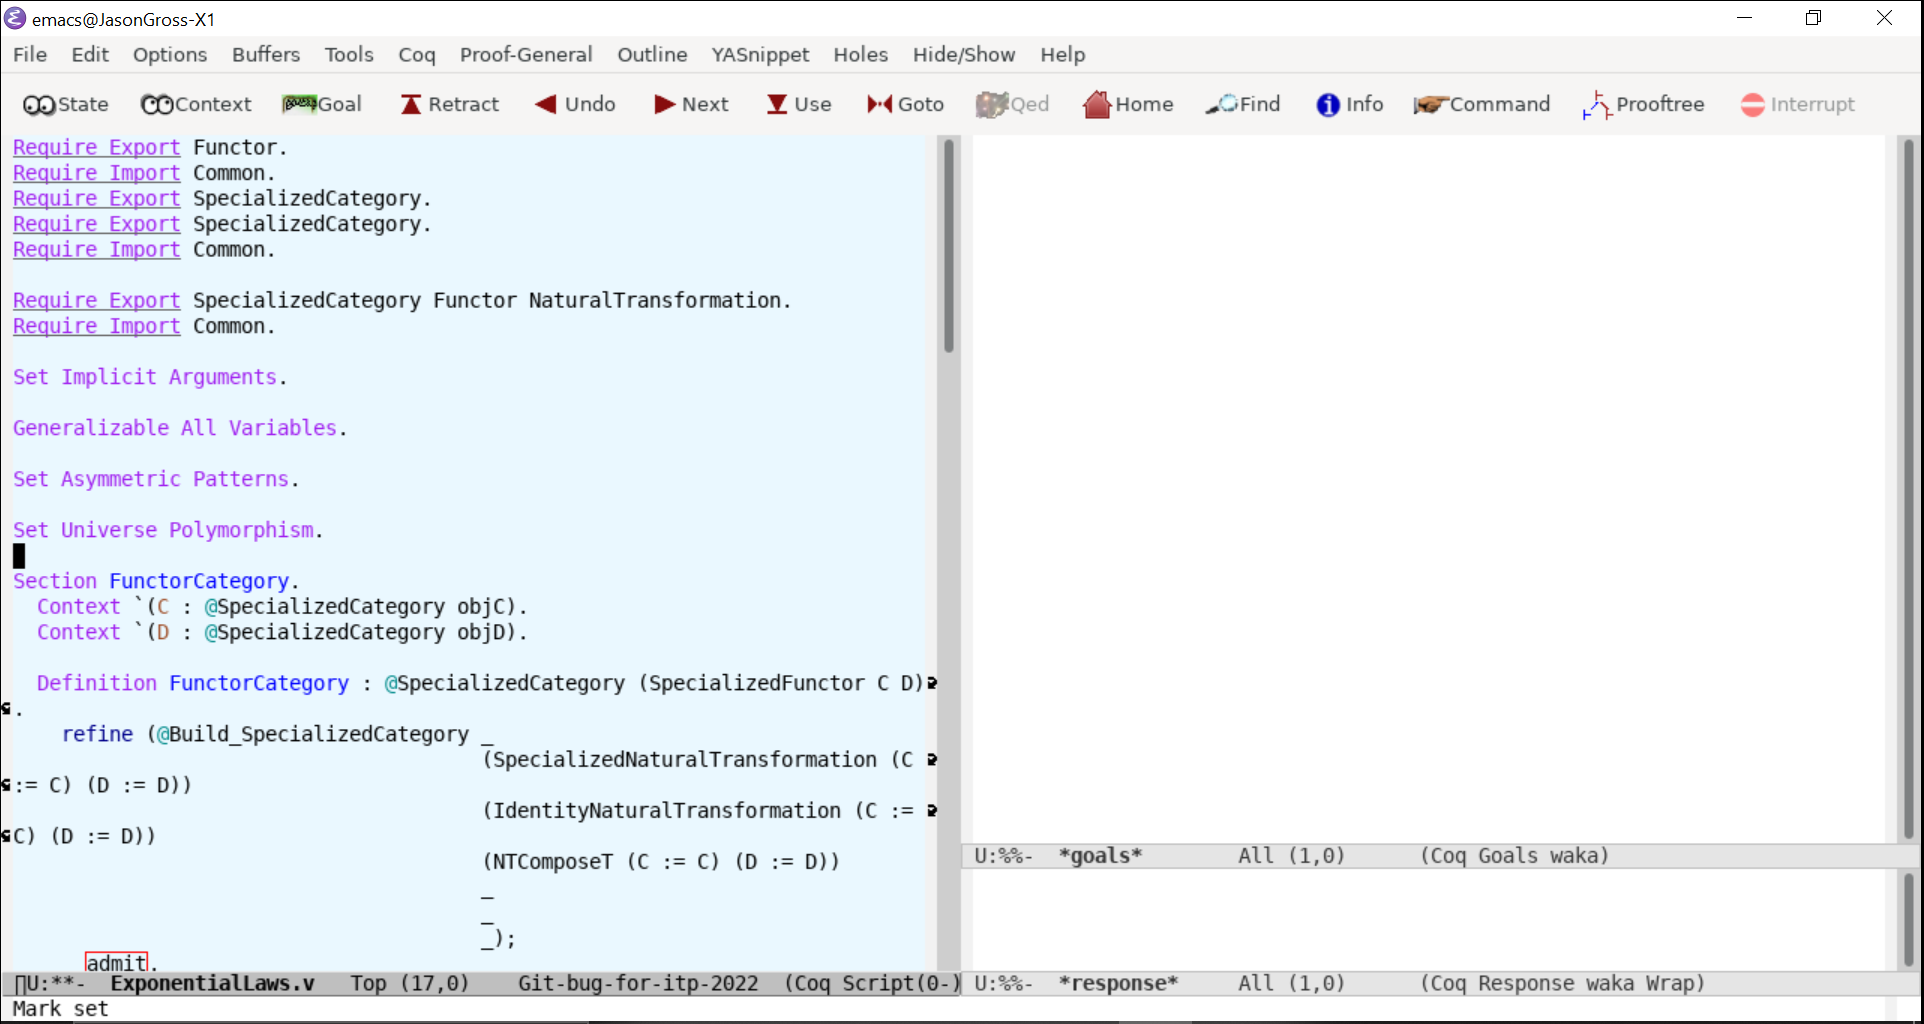 emacs@JasonGross-X1
File Edit Options Buffers Tools Coq Proof-General Outline YASnippet Holes Hide/Show Help
State Context Goal Retract Undo Next Use Goto Qed Home Find Info Command Prooftree Interrupt
Require Export Functor.
Require Import Common.
Require Export SpecializedCategory.
Require Export SpecializedCategory.
Require Import Common.
Require Export SpecializedCategory Functor NaturalTransformation.
Require Import Common.
Set Implicit Arguments.
Generalizable All Variables.
Set Asymmetric Patterns.
Set Universe Polymorphism.
Section FunctorCategory.
Context `(C : @SpecializedCategory objC).
Context `(D : @SpecializedCategory objD).
Definition FunctorCategory : @SpecializedCategory (SpecializedFunctor C D)
.
refine (@Build_SpecializedCategory _
(SpecializedNaturalTransformation (C
:= C) (D := D))
(IdentityNaturalTransformation (C :=
C) (D := D))
(NTComposeT (C := C) (D := D))
_
_
_);
admit.
U:**- ExponentialLaws.v Top (17,0) Git-bug-for-itp-2022 (Coq Script(0-)
Mark set
U:%%- *goals* All (1,0) (Coq Goals waka)
U:%%- *response* All (1,0) (Coq Response waka Wrap)